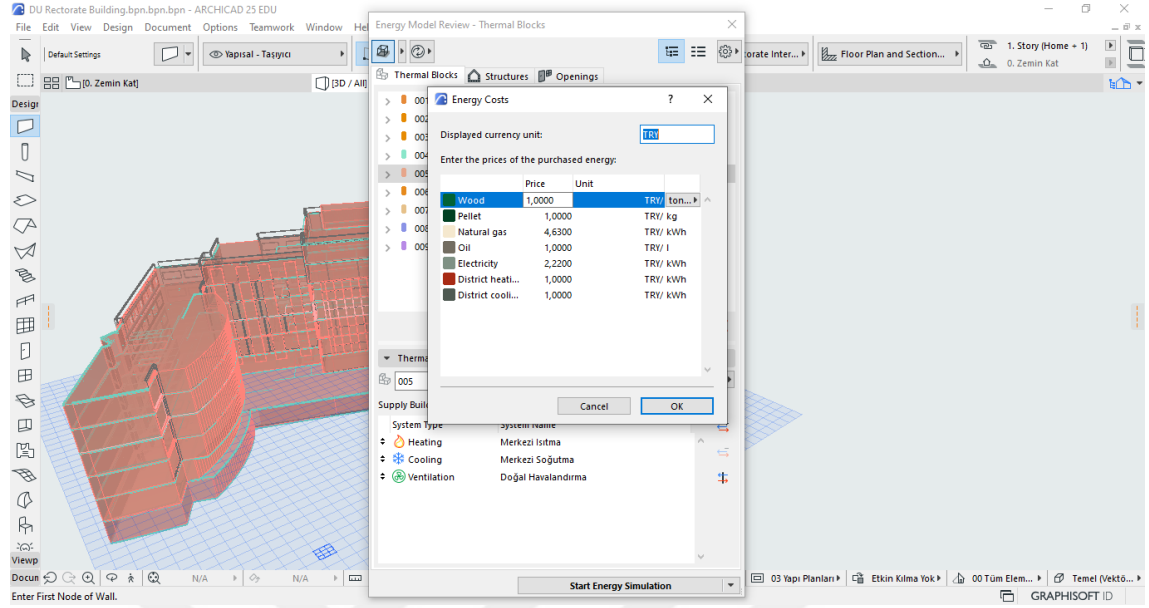 DU Rectorate Building.bpn.bpn.bpn - ARCHICAD 25 EDU
File Edit View Design Document Options Teamwork Window Hel
Default Settings
Yapısal - Taşıyıcı
orate Inter...
Floor Plan and Section...
1. Story (Home + 1)
0. Zemin Kat
[0. Zemin Kat]
[3D / All]
Energy Model Review - Thermal Blocks
Thermal Blocks Structures Openings
Design
001
002
003
004
005
006
007
008
009
Energy Costs
?
Displayed currency unit: TRY
Enter the prices of the purchased energy:
Price Unit
Wood 1,0000 TRY/ ton...
Pellet 1,0000 TRY/ kg
Natural gas 4,6300 TRY/ kWh
Oil 1,0000 TRY/ l
Electricity 2,2200 TRY/ kWh
District heati... 1,0000 TRY/ kWh
District cooli... 1,0000 TRY/ kWh
Cancel OK
Therma
005
Supply Build
System Type System Name
Heating Merkezi Isıtma
Cooling Merkezi Soğutma
Ventilation Doğal Havalandırma
Start Energy Simulation
Viewp
Docun
N/A
N/A
03 Yapı Planları
Etkin Kılma Yok
00 Tüm Elem...
Temel (Vektö...
Enter First Node of Wall.
GRAPHISOFT ID